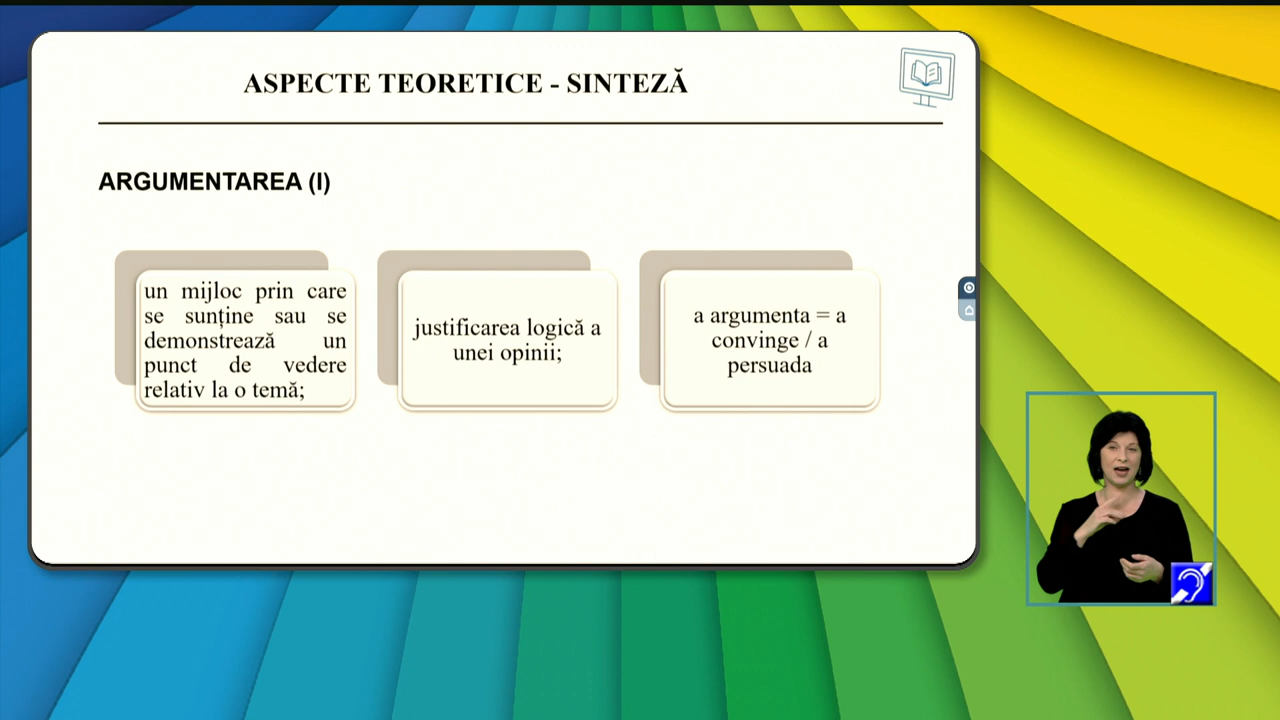 ASPECTE TEORETICE - SINTEZĂ
ARGUMENTAREA (I)
un mijloc prin care
se sunține sau se
demonstrează un
punct de vedere
relativ la o temă;
justificarea logică a
unei opinii;
a argumenta = a
convinge / a
persuada